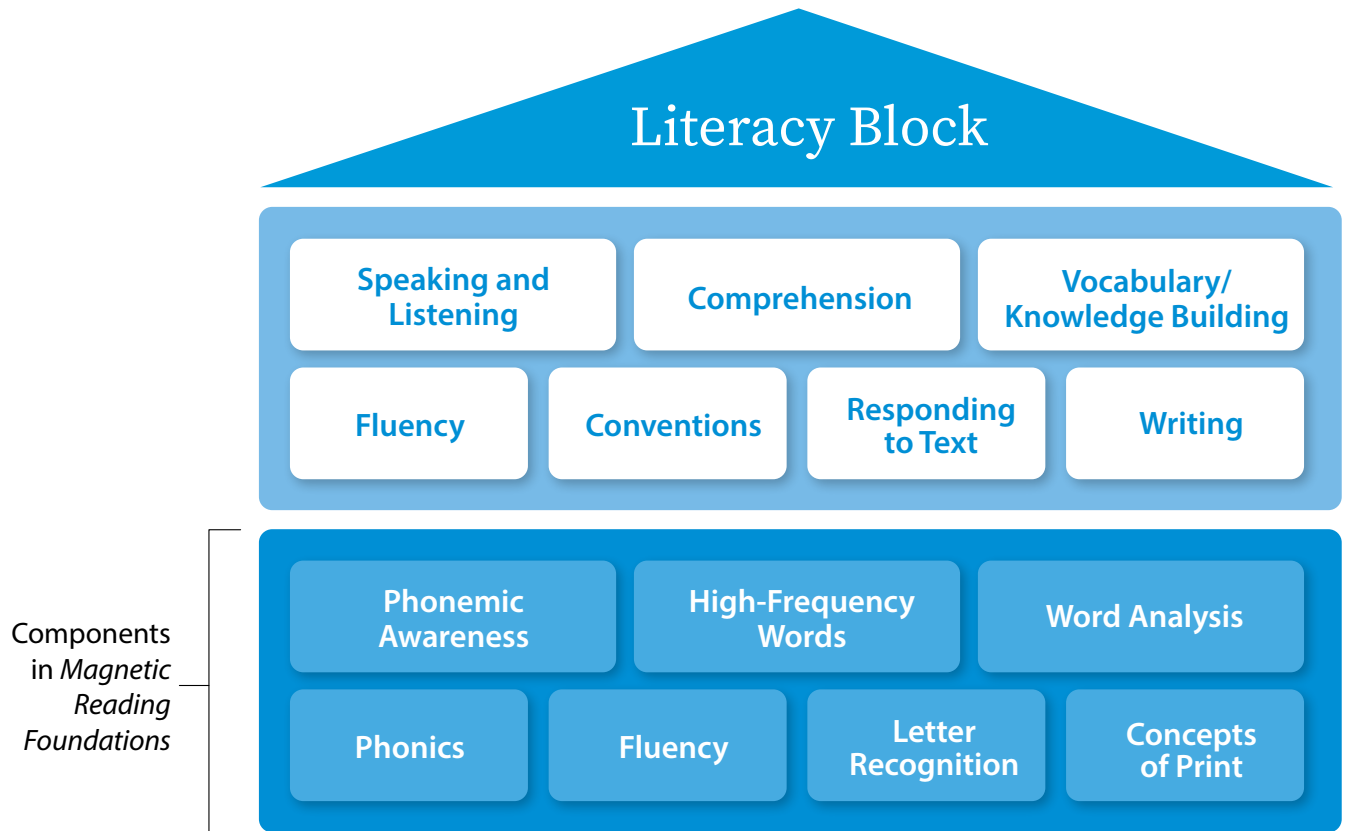 Literacy Block
Speaking and
Listening
Comprehension
Vocabulary/
Knowledge Building
Fluency
Conventions
Responding
to Text
Writing
Components
in Magnetic
Reading
Foundations
Phonemic
Awareness
High-Frequency
Words
Word Analysis
Phonics
Fluency
Letter
Recognition
Concepts
of Print